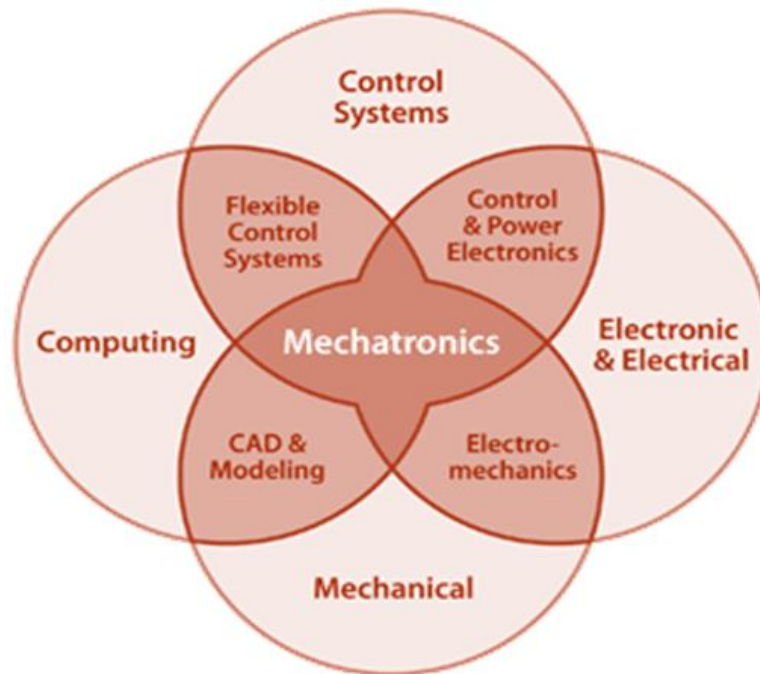 Control
Systems
Flexible
Control
Systems
Control
& Power
Electronics
Computing
Mechatronics
Electronic
& Electrical
CAD &
Modeling
Electro-
mechanics
Mechanical